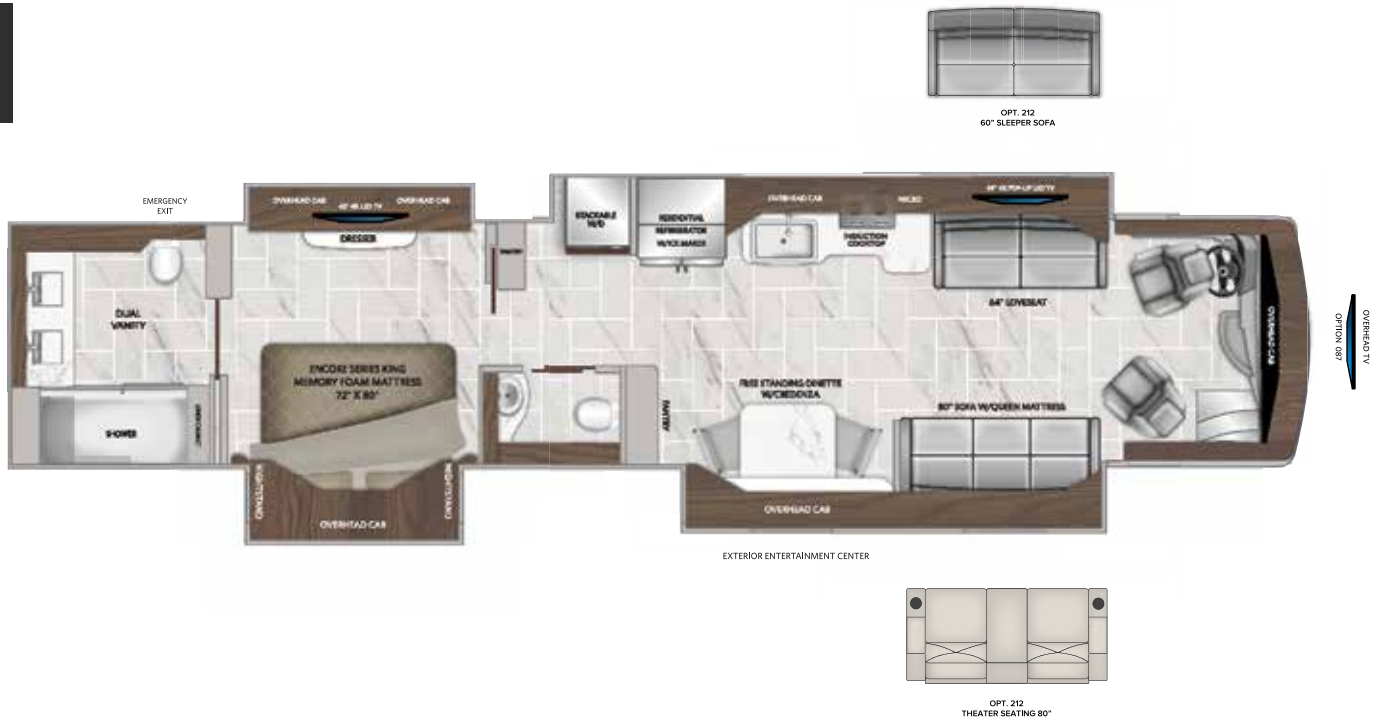 OPT. 212
60" SLEEPER SOFA
EMERGENCY
EXIT
OVERHEAD CAB
OVERHEAD CAB
DRESSER
STACKABLE
W/D
RESIDENTIAL
REFRIGERATOR
W/ICE MAKER
OVERHEAD CAB
MICRO
INDUCTION
COOKTOP
64" LOVESEAT
OVERHEAD CAB
OVERHEAD TV
OPTION 087
DUAL
VANITY
SHOWER
LINEN CABINET
ENCORE SERIES KING
MEMORY FOAM MATTRESS
72" X 80"
NIGHTSTAND
NIGHTSTAND
OVERHEAD CAB
PANTRY
FREE STANDING DINETTE
W/CREDENZA
80" SOFA W/QUEEN MATTRESS
OVERHEAD CAB
EXTERIOR ENTERTAINMENT CENTER
OPT. 212
THEATER SEATING 80"